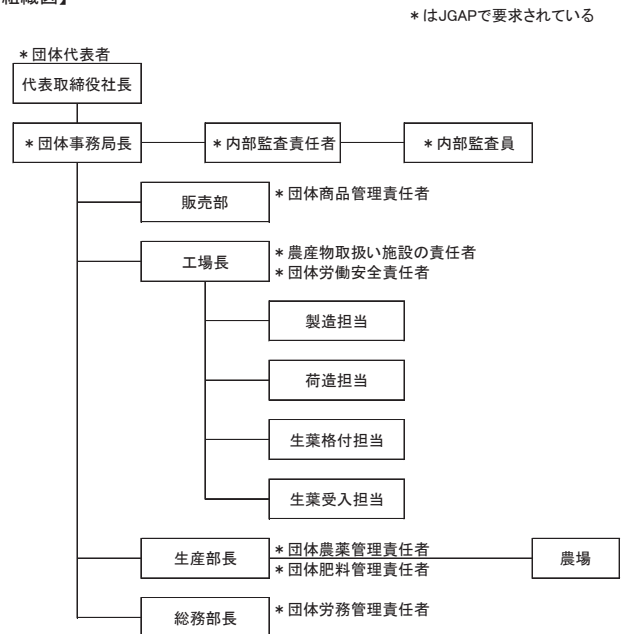 組織図】
＊はJGAPで要求されている
＊団体代表者
代表取締役社長
＊団体事務局長
＊内部監査責任者
＊内部監査員
販売部
＊団体商品管理責任者
工場長
＊農産物取扱い施設の責任者
＊団体労働安全責任者
製造担当
荷造担当
生葉格付担当
生葉受入担当
生産部長
＊団体農薬管理責任者
＊団体肥料管理責任者
農場
総務部長
＊団体労務管理責任者